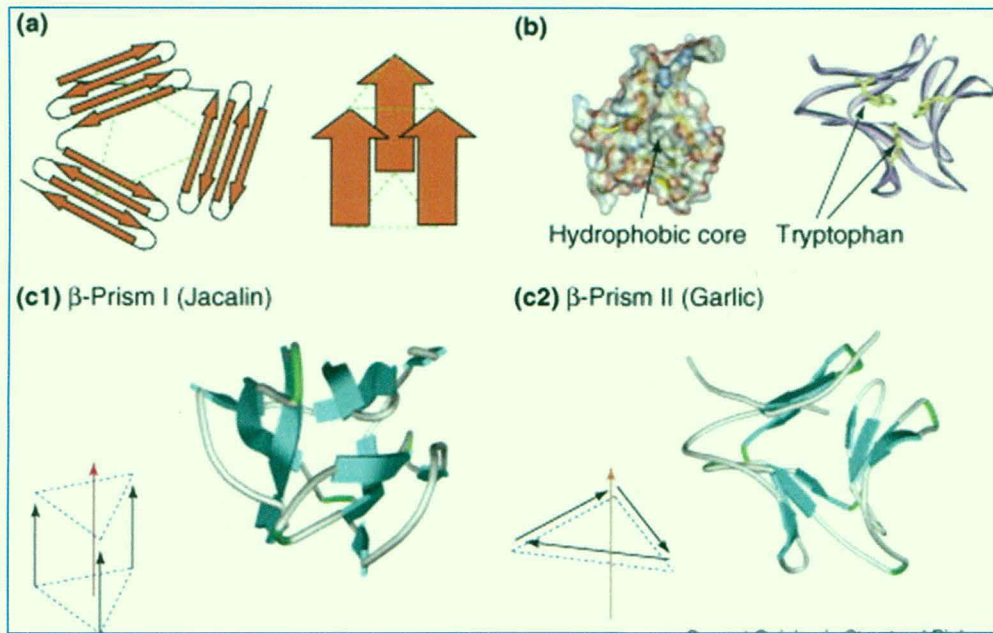 (a)
(b)
Hydrophobic core
Tryptophan
(c1) β-Prism I (Jacalin)
(c2) β-Prism II (Garlic)